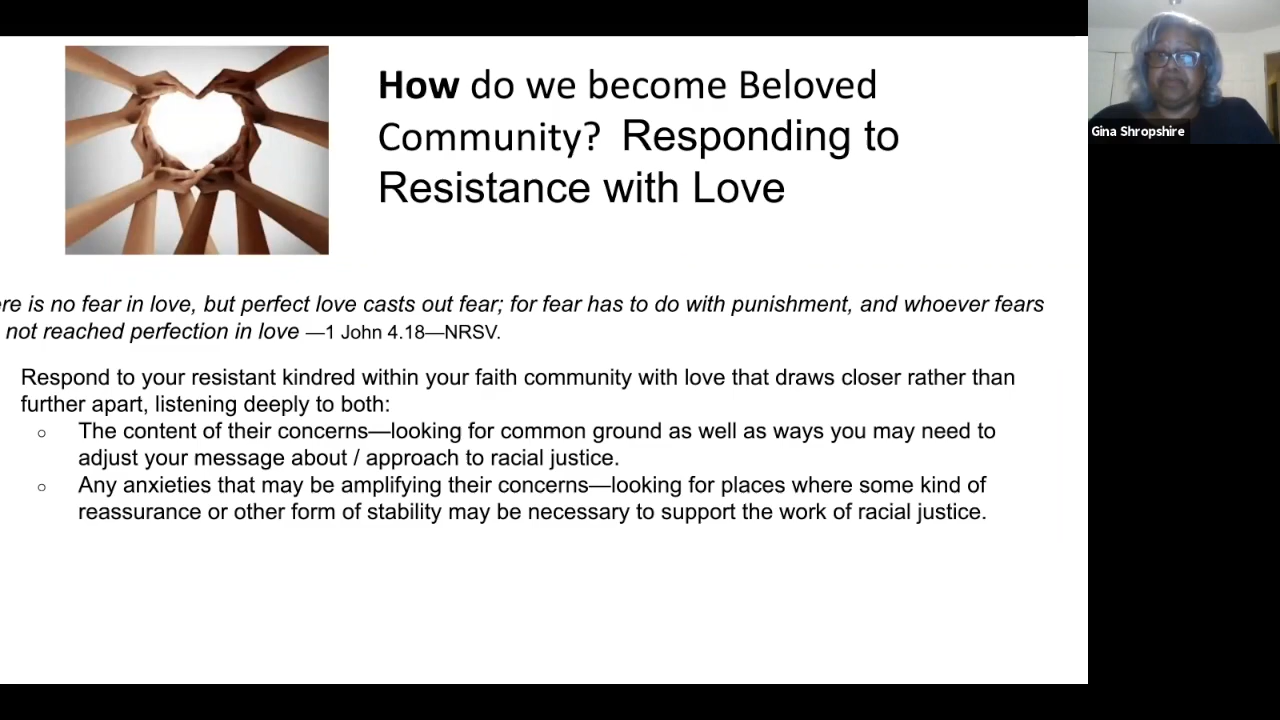 How do we become Beloved
Community? Responding to
Resistance with Love
Gina Shropshire
is no fear in love, but perfect love casts out fear; for fear has to do with punishment, and whoever fears
not reached perfection in love —1 John 4.18—NRSV.
Respond to your resistant kindred within your faith community with love that draws closer rather than
further apart, listening deeply to both:
○ The content of their concerns—looking for common ground as well as ways you may need to
adjust your message about / approach to racial justice.
○ Any anxieties that may be amplifying their concerns—looking for places where some kind of
reassurance or other form of stability may be necessary to support the work of racial justice.